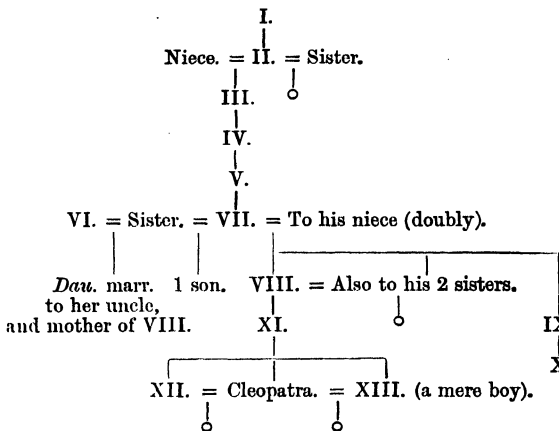 I.
Niece. = II. = Sister.
III.
IV.
V.
VI. = Sister. = VII. = To his niece (doubly).
Dau. marr. 1 son. VIII. = Also to his 2 sisters.
to her uncle,
and mother of VIII. XI. IX
X
XII. = Cleopatra. = XIII. (a mere boy).